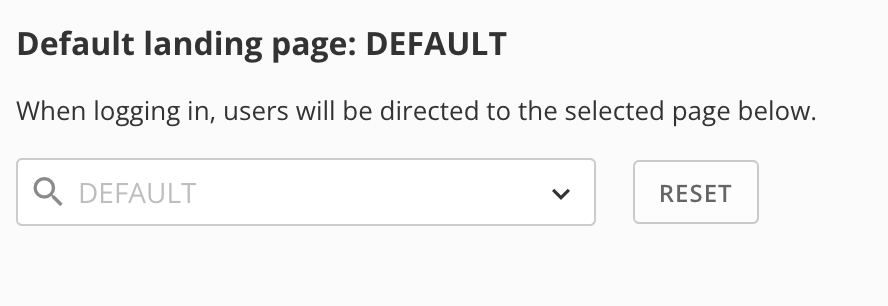 Default landing page: DEFAULT
When logging in, users will be directed to the selected page below.
DEFAULT
RESET